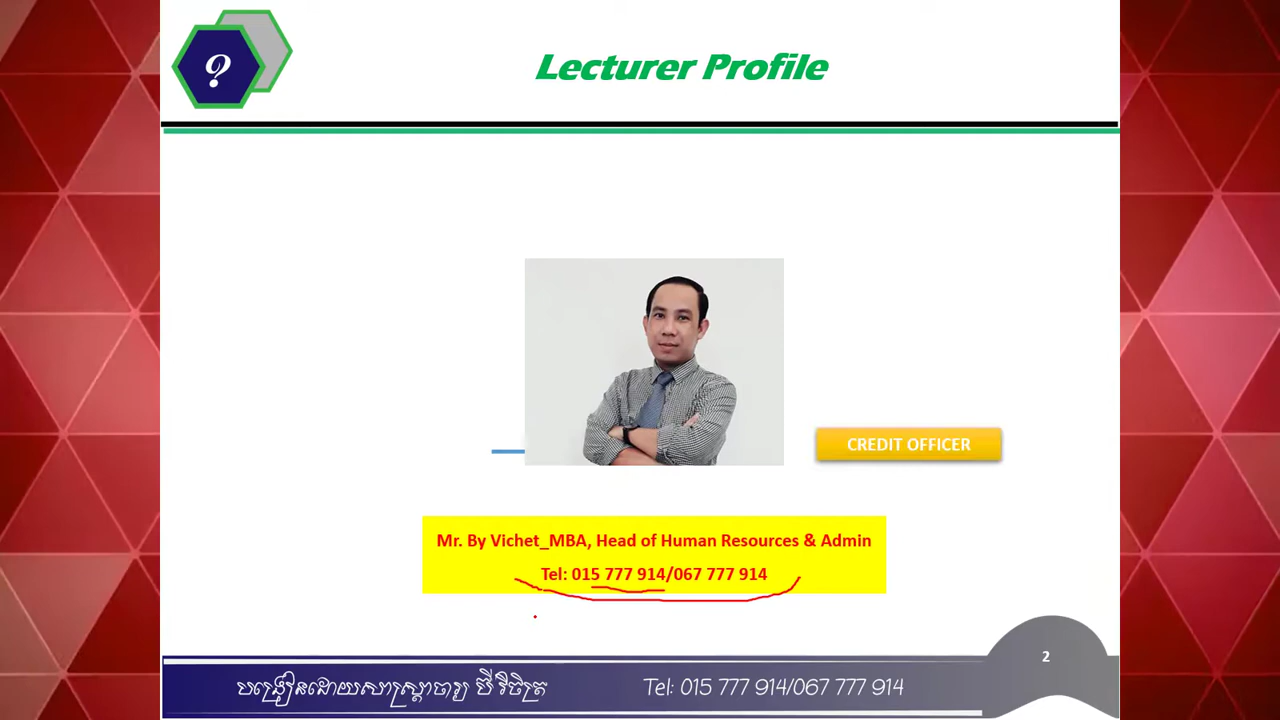 ?
Lecturer Profile
CREDIT OFFICER
Mr. By Vichet_MBA, Head of Human Resources & Admin
Tel: 015 777 914/067 777 914
2
បង្រៀនដោយសាស្ត្រាចារ្យ ប៊ី វិចិត្រ
Tel: 015 777 914/067 777 914